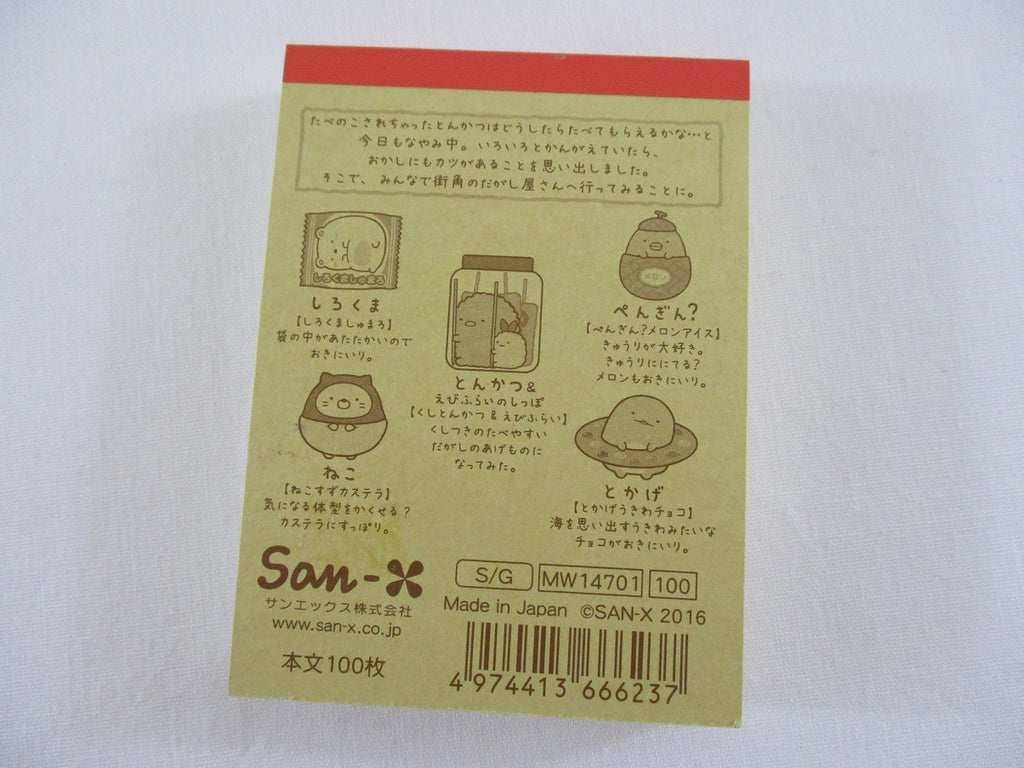 たべのこされちゃったとんかつはどうしたらたべてもらえるかな…と
今日もなやみ中。いろいろとかんがえていたら、
おかしにもカツがあることを思い出しました。
そこで、みんなで街角のだがし屋さんへ行ってみることに。
しろくましゅまろ
しろくま
【しろくましゅまろ】
袋の中があたたかいので
おきにいり。
メロン
ぺんぎん?
【ぺんぎん?メロンアイス】
きゅうりが大好き。
きゅうりににてる?
メロンもおきにいり。
とんかつ&
えびふらいのしっぽ
【くしとんかつ & えびふらい】
くしつきのたべやすい
だがしのあげものに
なってみた。
ねこ
【ねこすずカステラ】
気になる体型をかくせる?
カステラにすっぽり。
とかげ
【とかげうきわチョコ】
海を思い出すうきわみたいな
チョコがおきにいり。
San-X
サンエックス株式会社
www.san-x.co.jp
本文100枚
S/G MW14701 100
Made in Japan ©SAN-X 2016
4 974413 666237